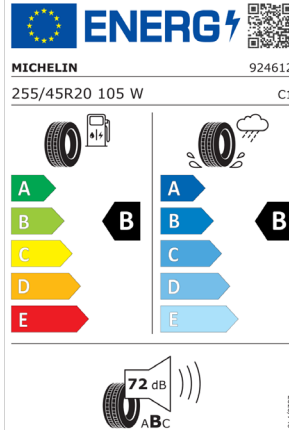 ENERG
MICHELIN 924612
255/45R20 105 W C1
A A
B B B B
C C
D D
E E
72 dB
ABC